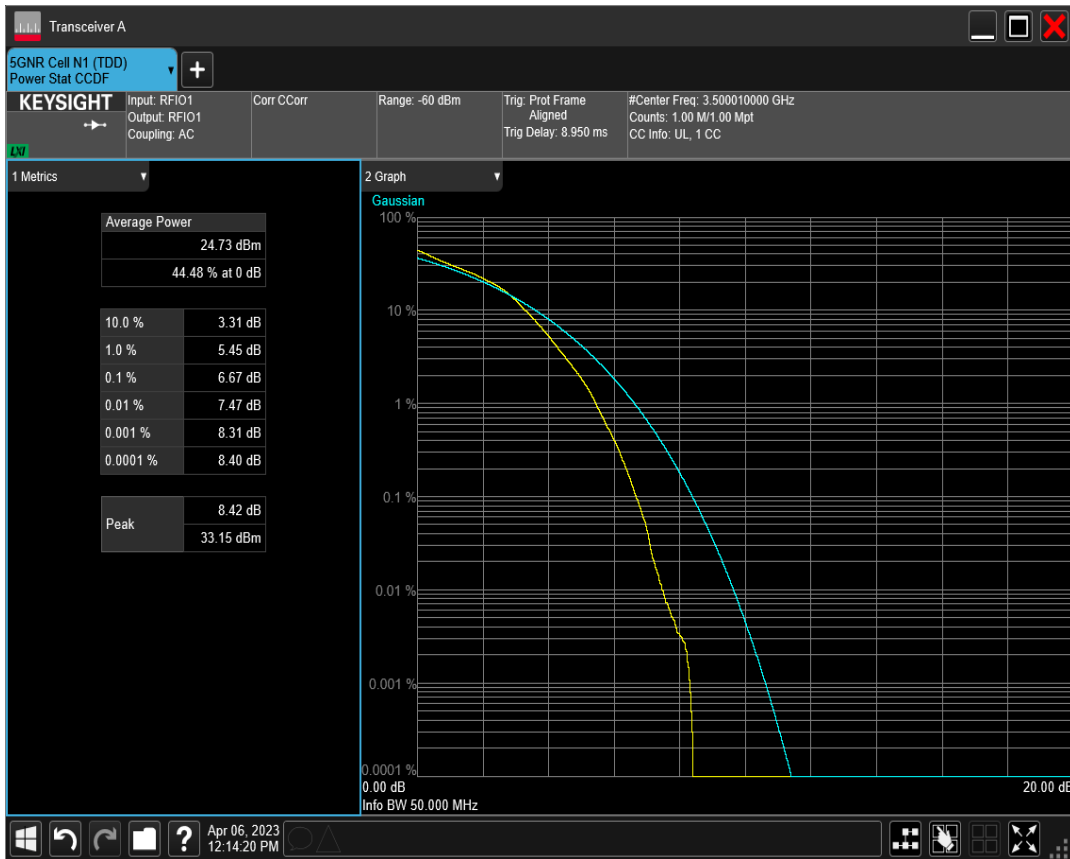 Transceiver A
5GNR Cell N1 (TDD)
Power Stat CCDF
+
KEYSIGHT
LXI
Input: RFIO1
Output: RFIO1
Coupling: AC
Corr CCorr
Range: -60 dBm
Trig: Prot Frame
Aligned
Trig Delay: 8.950 ms
#Center Freq: 3.500010000 GHz
Counts: 1.00 M/1.00 Mpt
CC Info: UL, 1 CC
1 Metrics
Average Power
24.73 dBm
44.48 % at 0 dB
10.0 % 3.31 dB
1.0 % 5.45 dB
0.1 % 6.67 dB
0.01 % 7.47 dB
0.001 % 8.31 dB
0.0001 % 8.40 dB
Peak 8.42 dB
33.15 dBm
2 Graph
Gaussian
100 %
10 %
1 %
0.1 %
0.01 %
0.001 %
0.0001 %
0.00 dB 20.00 dB
Info BW 50.000 MHz
?
Apr 06, 2023
12:14:20 PM